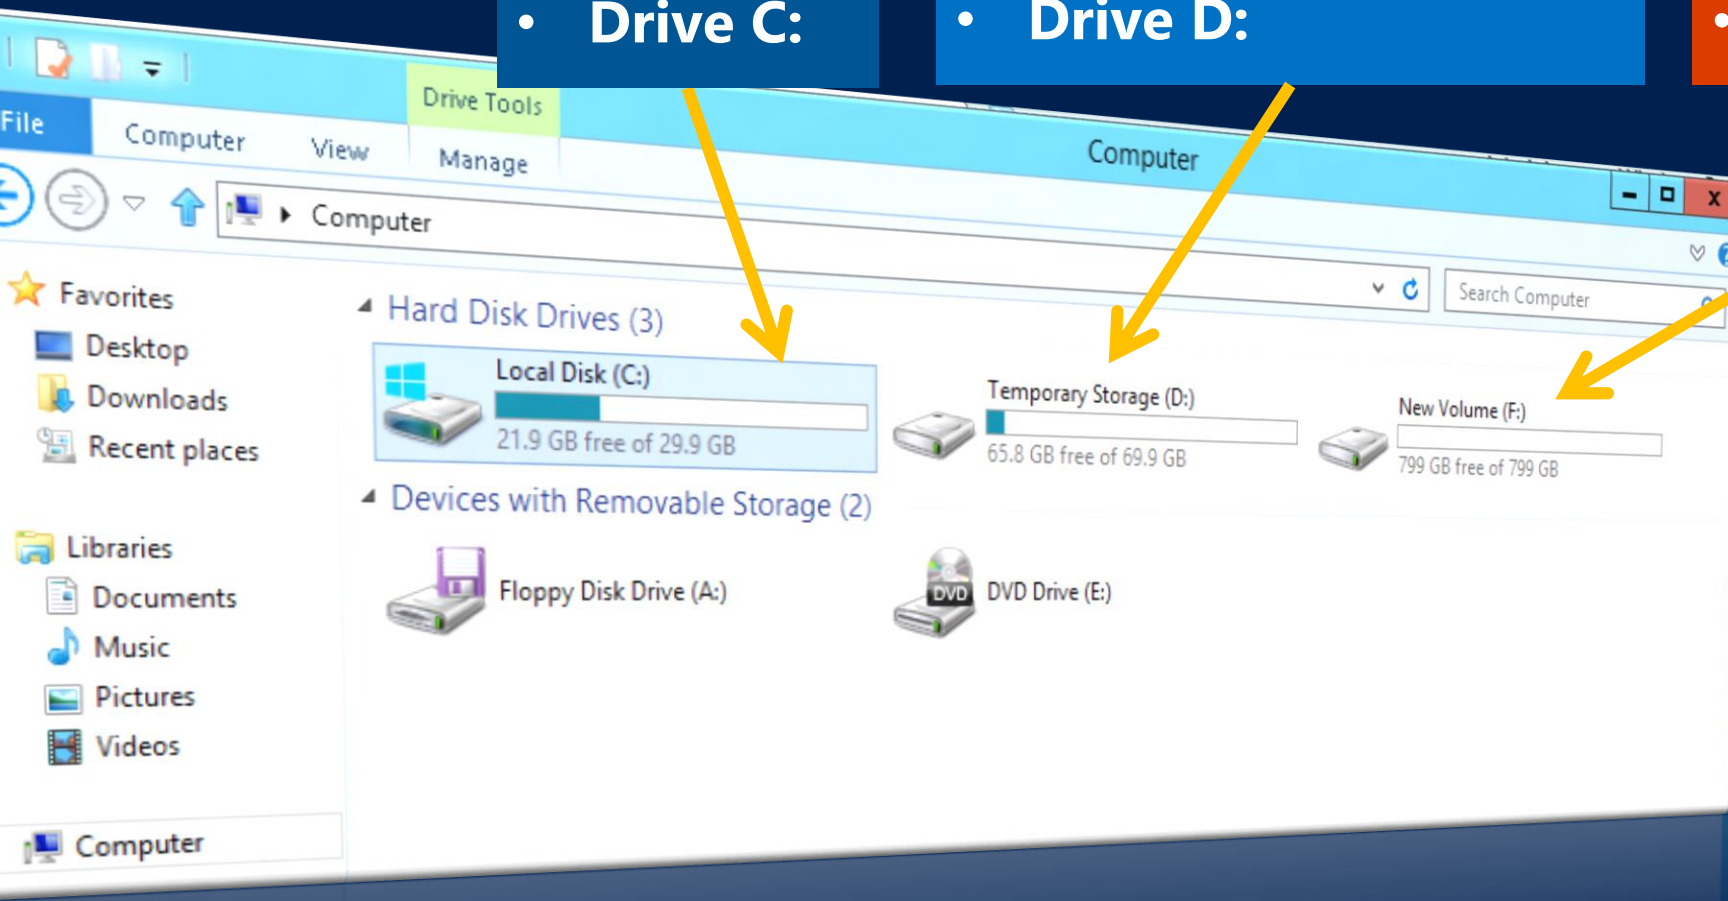 • Drive C:
• Drive D:
•
Drive Tools
File Computer View Manage
Computer
Computer
Search Computer
Favorites
Desktop
Downloads
Recent places
Libraries
Documents
Music
Pictures
Videos
Computer
Hard Disk Drives (3)
Local Disk (C:)
21.9 GB free of 29.9 GB
Temporary Storage (D:)
65.8 GB free of 69.9 GB
New Volume (F:)
799 GB free of 799 GB
Devices with Removable Storage (2)
Floppy Disk Drive (A:)
DVD
DVD Drive (E:)